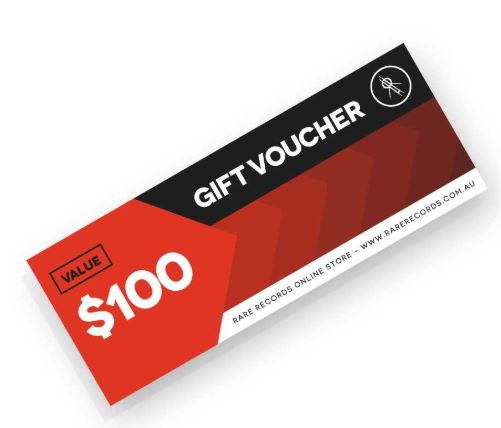 GIFT VOUCHER
VALUE
$100
RARE RECORDS ONLINE STORE - WWW.RARERECORDS.COM.AU